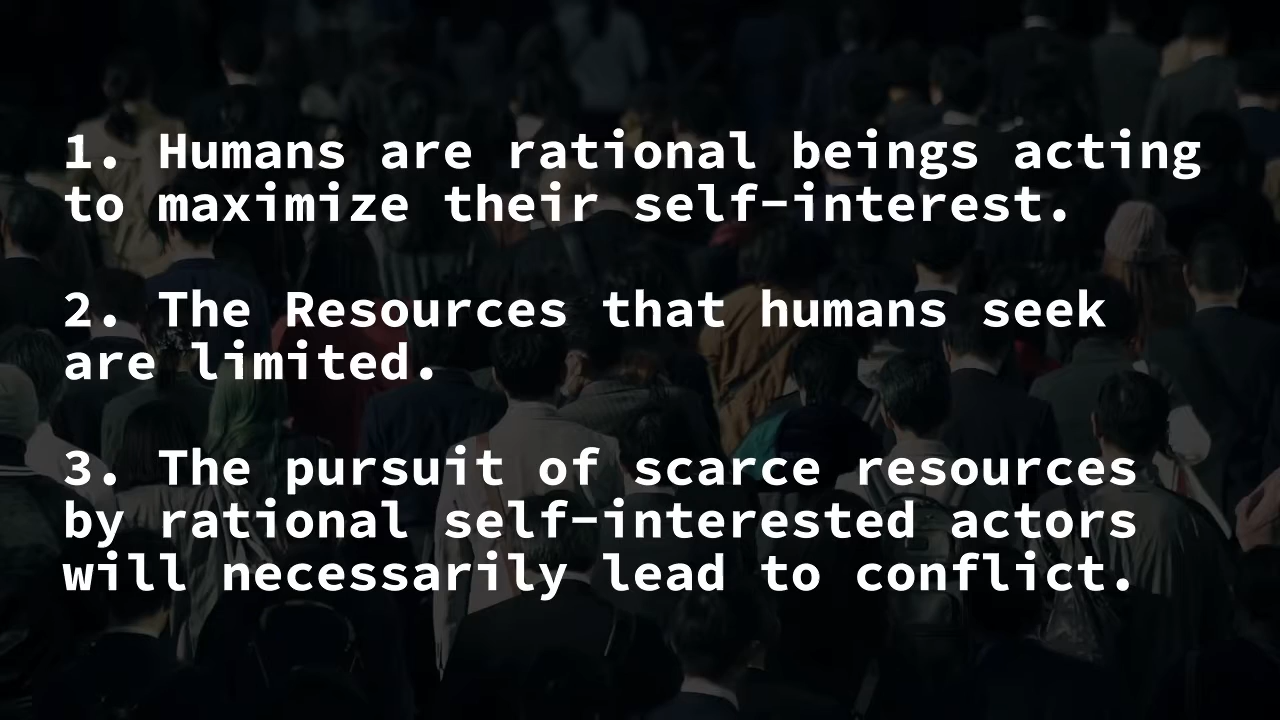 1. Humans are rational beings acting
to maximize their self-interest.
2. The Resources that humans seek
are limited.
3. The pursuit of scarce resources
by rational self-interested actors
will necessarily lead to conflict.